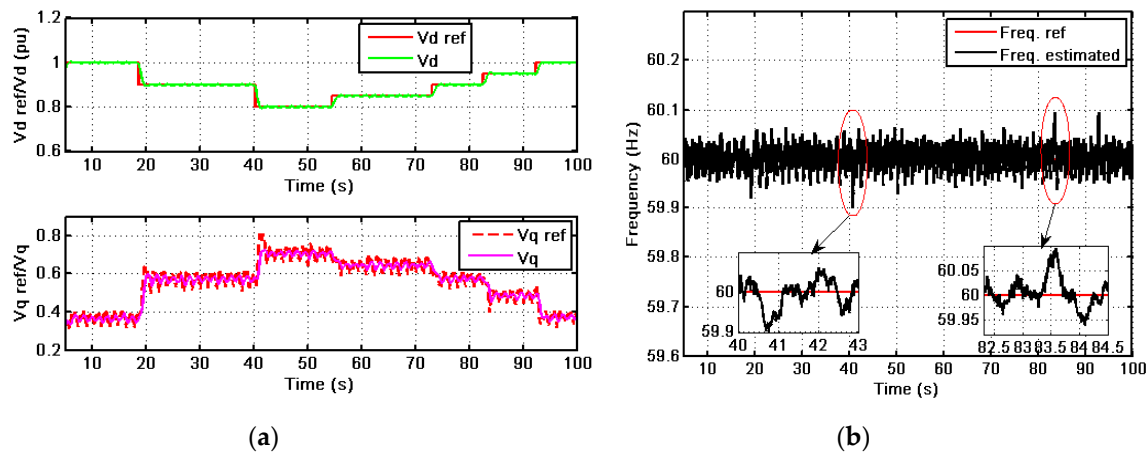 1.2
1
0.8
0.6
Vd ref/Vd (pu)
Vd ref
Vd
10 20 30 40 50 60 70 80 90 100
Time (s)
0.8
0.6
0.4
0.2
Vq ref/Vq
Vq ref
Vq
10 20 30 40 50 60 70 80 90 100
Time (s)
(a)
60.2
60.1
60
59.9
59.8
59.7
59.6
Frequency (Hz)
Freq. ref
Freq. estimated
60
59.9
40 41 42 43
60.05
60
59.95
82.5 83 83.5 84 84.5
10 20 30 40 50 60 70 80 90 100
Time (s)
(b)